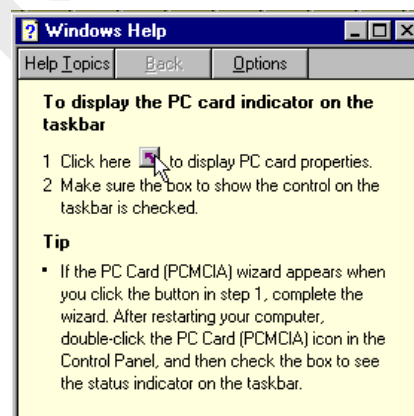 Windows Help
Help Topics Back Options
To display the PC card indicator on the
taskbar
1 Click here to display PC card properties.
2 Make sure the box to show the control on the
taskbar is checked.
Tip
• If the PC Card (PCMCIA) wizard appears when
you click the button in step 1, complete the
wizard. After restarting your computer,
double-click the PC Card (PCMCIA) icon in the
Control Panel, and then check the box to see
the status indicator on the taskbar.